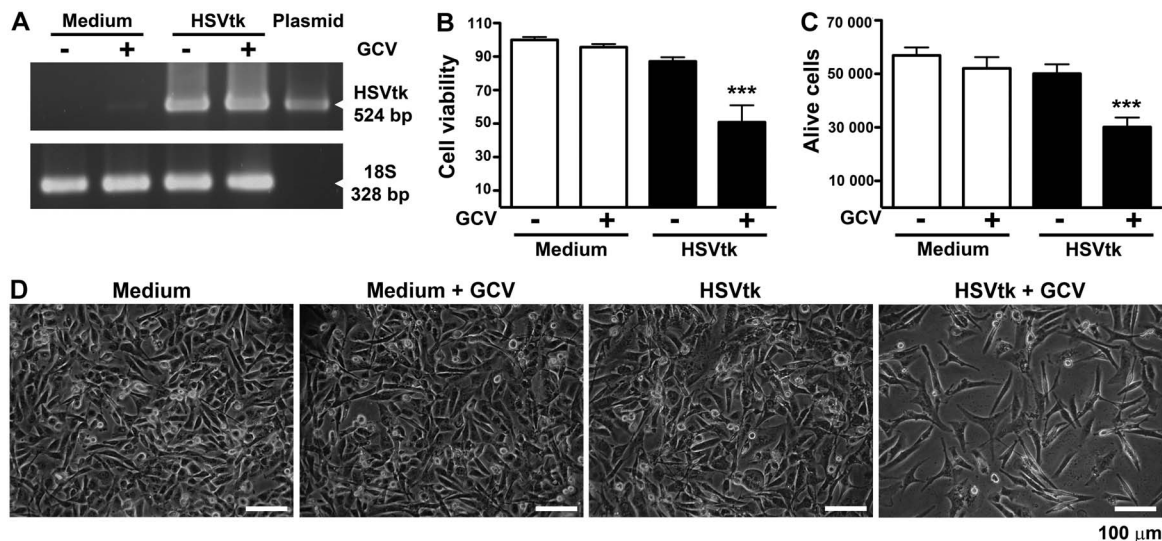 A
Medium HSVtk Plasmid
- + - + GCV
HSVtk
524 bp
18S
328 bp
B
Cell viability
110
90
70
50
30
10
***
GCV - + - +
Medium HSVtk
C
Alive cells
70 000
50 000
30 000
10 000
***
GCV - + - +
Medium HSVtk
D
Medium Medium + GCV HSVtk HSVtk + GCV
100 µm